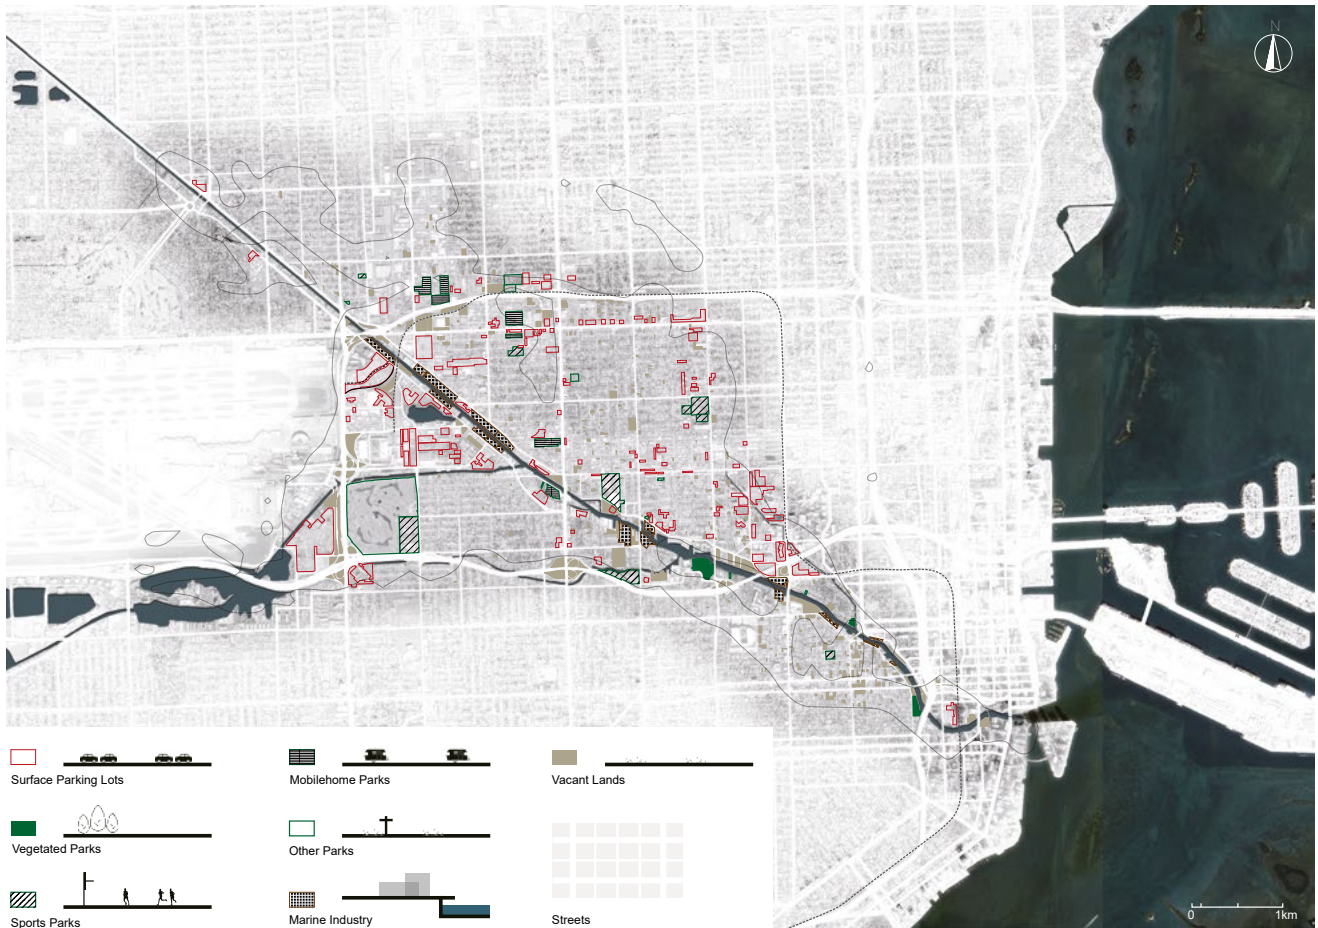 N
Surface Parking Lots
Mobilehome Parks
Vacant Lands
Vegetated Parks
Other Parks
Sports Parks
Marine Industry
Streets
0 1km